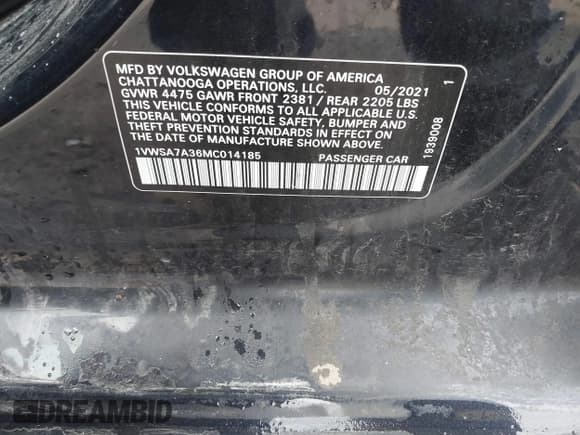 MFD BY VOLKSWAGEN GROUP OF AMERICA
CHATTANOOGA OPERATIONS, LLC. 05/2021 1
GVWR 4475 GAWR FRONT 2381 / REAR 2205 LBS
THIS VEHICLE CONFORMS TO ALL APPLICABLE U.S.
FEDERAL MOTOR VEHICLE SAFETY, BUMPER AND
THEFT PREVENTION STANDARDS IN EFFECT ON
THE DATE OF MANUFACTURE SHOWN ABOVE.
1VWSA7A36MC014185 PASSENGER CAR
1939008
DREAMBID